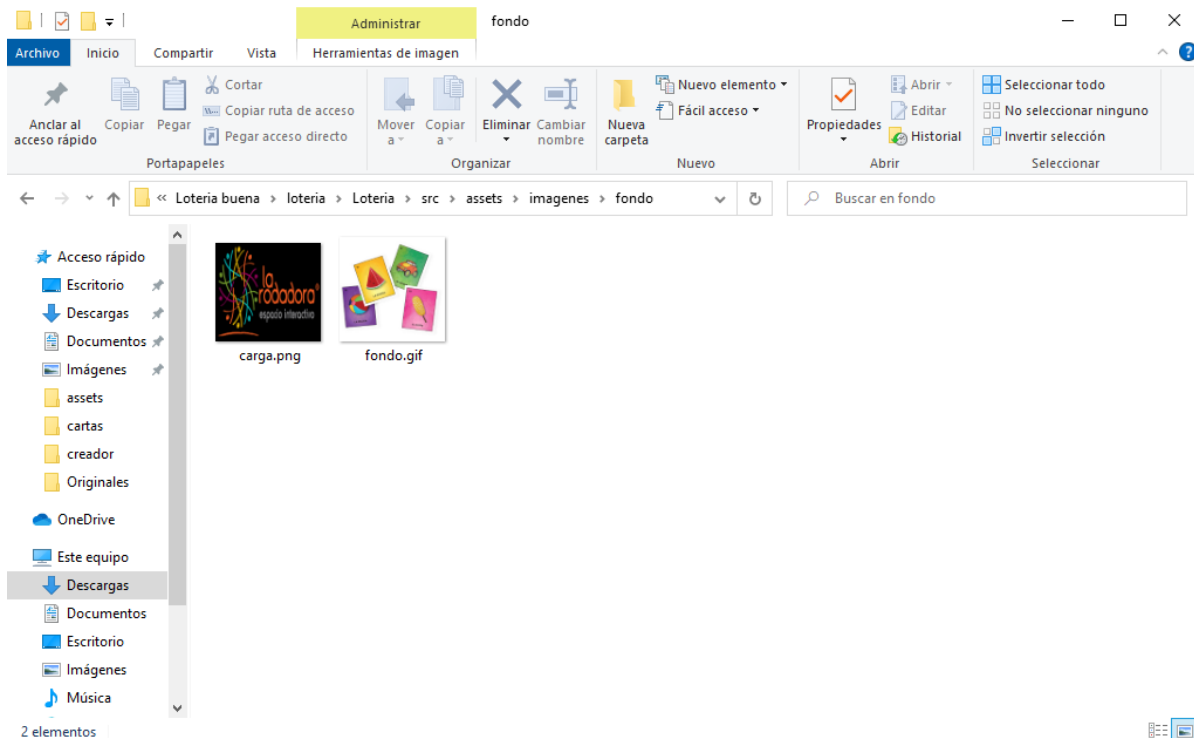 Administrar
fondo
Archivo
Inicio
Compartir
Vista
Herramientas de imagen
?
Anclar al
acceso rápido
Copiar
Pegar
Cortar
Copiar ruta de acceso
Pegar acceso directo
Portapapeles
Mover
a
Copiar
a
Eliminar
Cambiar
nombre
Organizar
Nueva
carpeta
Nuevo elemento
Fácil acceso
Nuevo
Propiedades
Abrir
Editar
Historial
Abrir
Seleccionar todo
No seleccionar ninguno
Invertir selección
Seleccionar
« Loteria buena > loteria > Loteria > src > assets > imagenes > fondo
Buscar en fondo
Acceso rápido
Escritorio
Descargas
Documentos
Imágenes
assets
cartas
creador
Originales
OneDrive
Este equipo
Descargas
Documentos
Escritorio
Imágenes
Música
la
rodadora
espacio interactivo
carga.png
fondo.gif
2 elementos